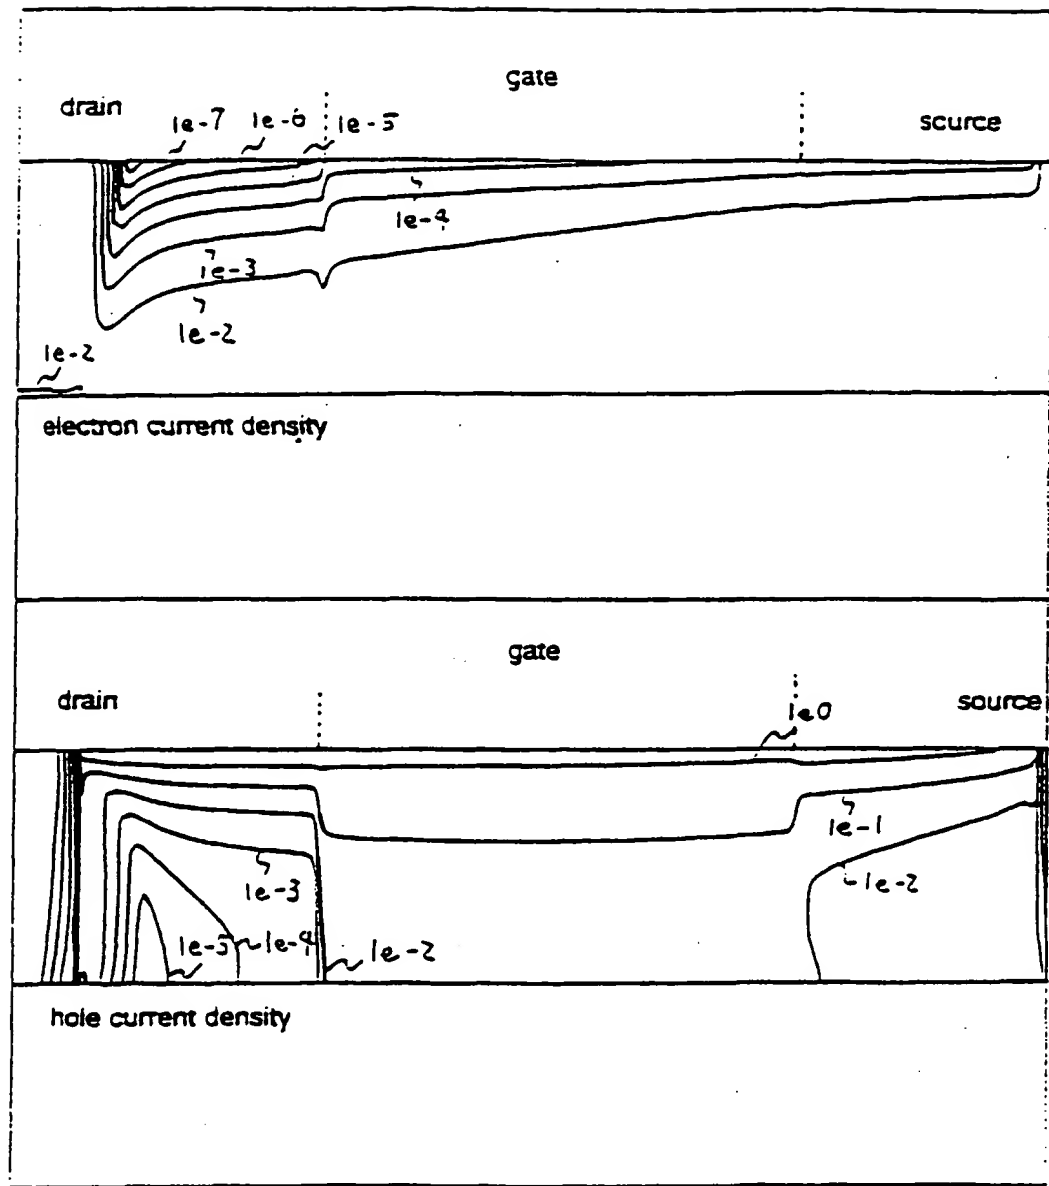 gate
drain
source
1e-7 1e-6 1e-5
1e-4
1e-3
1e-2
1e-2
electron current density
gate
drain
source
1e0
1e-1
1e-2
1e-3
1e-5 1e-4 1e-2
hole current density